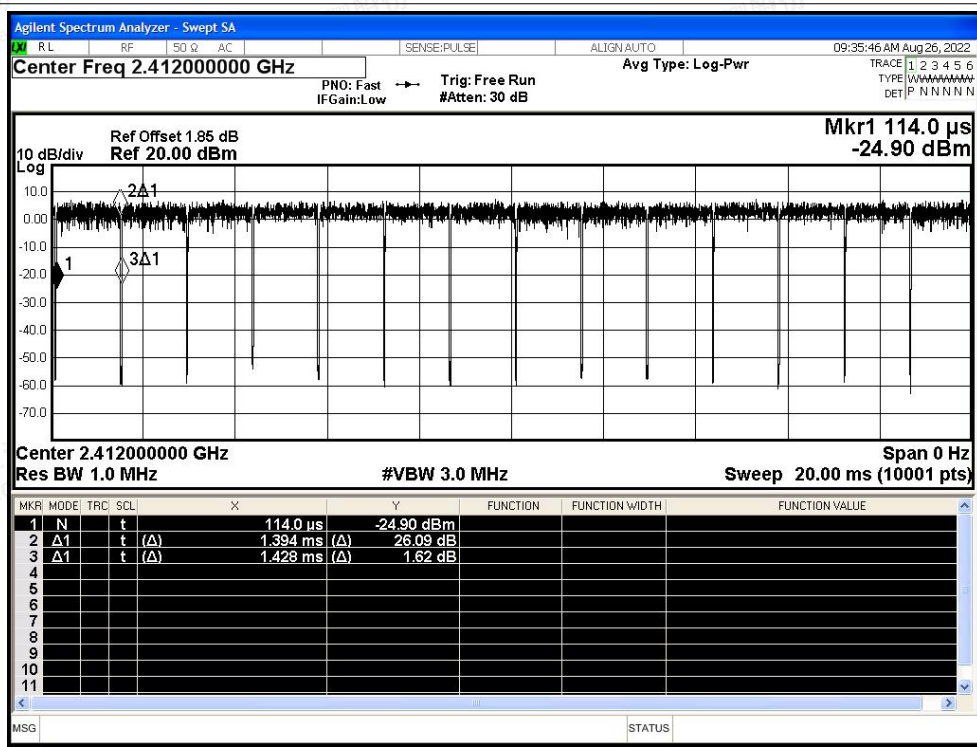 Agilent Spectrum Analyzer - Swept SA
LXI RL RF 50 Ω AC SENSE:PULSE ALIGN AUTO 09:35:46 AM Aug 26, 2022
Center Freq 2.412000000 GHz Avg Type: Log-Pwr TRACE 1 2 3 4 5 6
PNO: Fast Trig: Free Run TYPE
IFGain:Low #Atten: 30 dB DET P N N N N N
Mkr1 114.0 µs
-24.90 dBm
Ref Offset 1.85 dB
10 dB/div Ref 20.00 dBm
Log
10.0
0.00
-10.0
-20.0
-30.0
-40.0
-50.0
-60.0
-70.0
2Δ1
3Δ1
1
Center 2.412000000 GHz Span 0 Hz
Res BW 1.0 MHz #VBW 3.0 MHz Sweep 20.00 ms (10001 pts)
MKR MODE TRC SCL X Y FUNCTION FUNCTION WIDTH FUNCTION VALUE
1 N t 114.0 µs -24.90 dBm
2 Δ1 t (Δ) 1.394 ms (Δ) 26.09 dB
3 Δ1 t (Δ) 1.428 ms (Δ) 1.62 dB
4
5
6
7
8
9
10
11
MSG STATUS